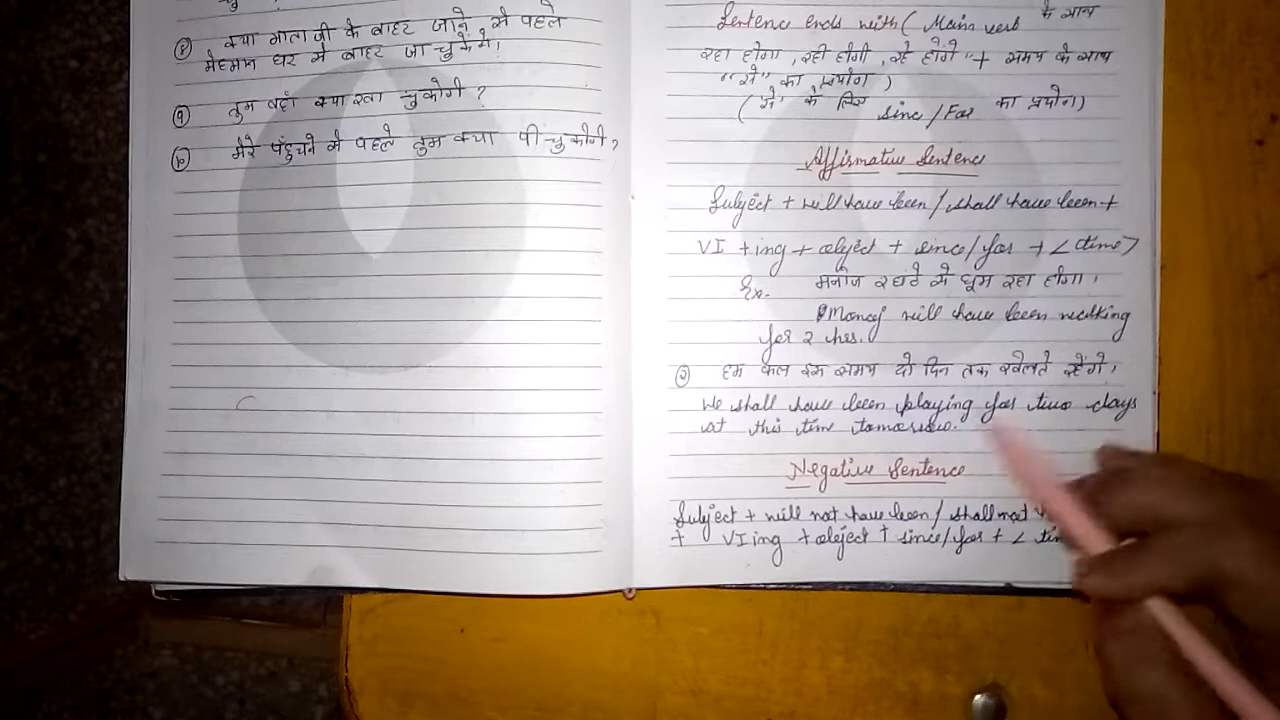 ⑧ क्या माताजी के बाहर जाने से पहले
मेहमान घर से बाहर जा चुकेंगे।
⑨ तुम वहां क्या खा चुकोगी ?
⑩ मेरे पहुंचने से पहले तुम क्या पी चुकोगी ?
Sentence ends with ( Main verb के साथ
रहा होगा, रही होगी, रहे होंगे " + समय के साथ
"से" का प्रयोग )
( 'से' के लिए since / For का प्रयोग)
Affirmative Sentence
Subject + will have been / shall have been +
VI + ing + object + since / for + < time >
Ex- मनोज २ घंटे से घूम रहा होगा।
Manoj will have been walking
for 2 hrs.
② हम कल इस समय दो दिन तक खेलते रहेंगे।
We shall have been playing for two days
at this time tomorrow.
Negative Sentence
Subject + will not have been / shall not
+ VI ing + object + since / for + <